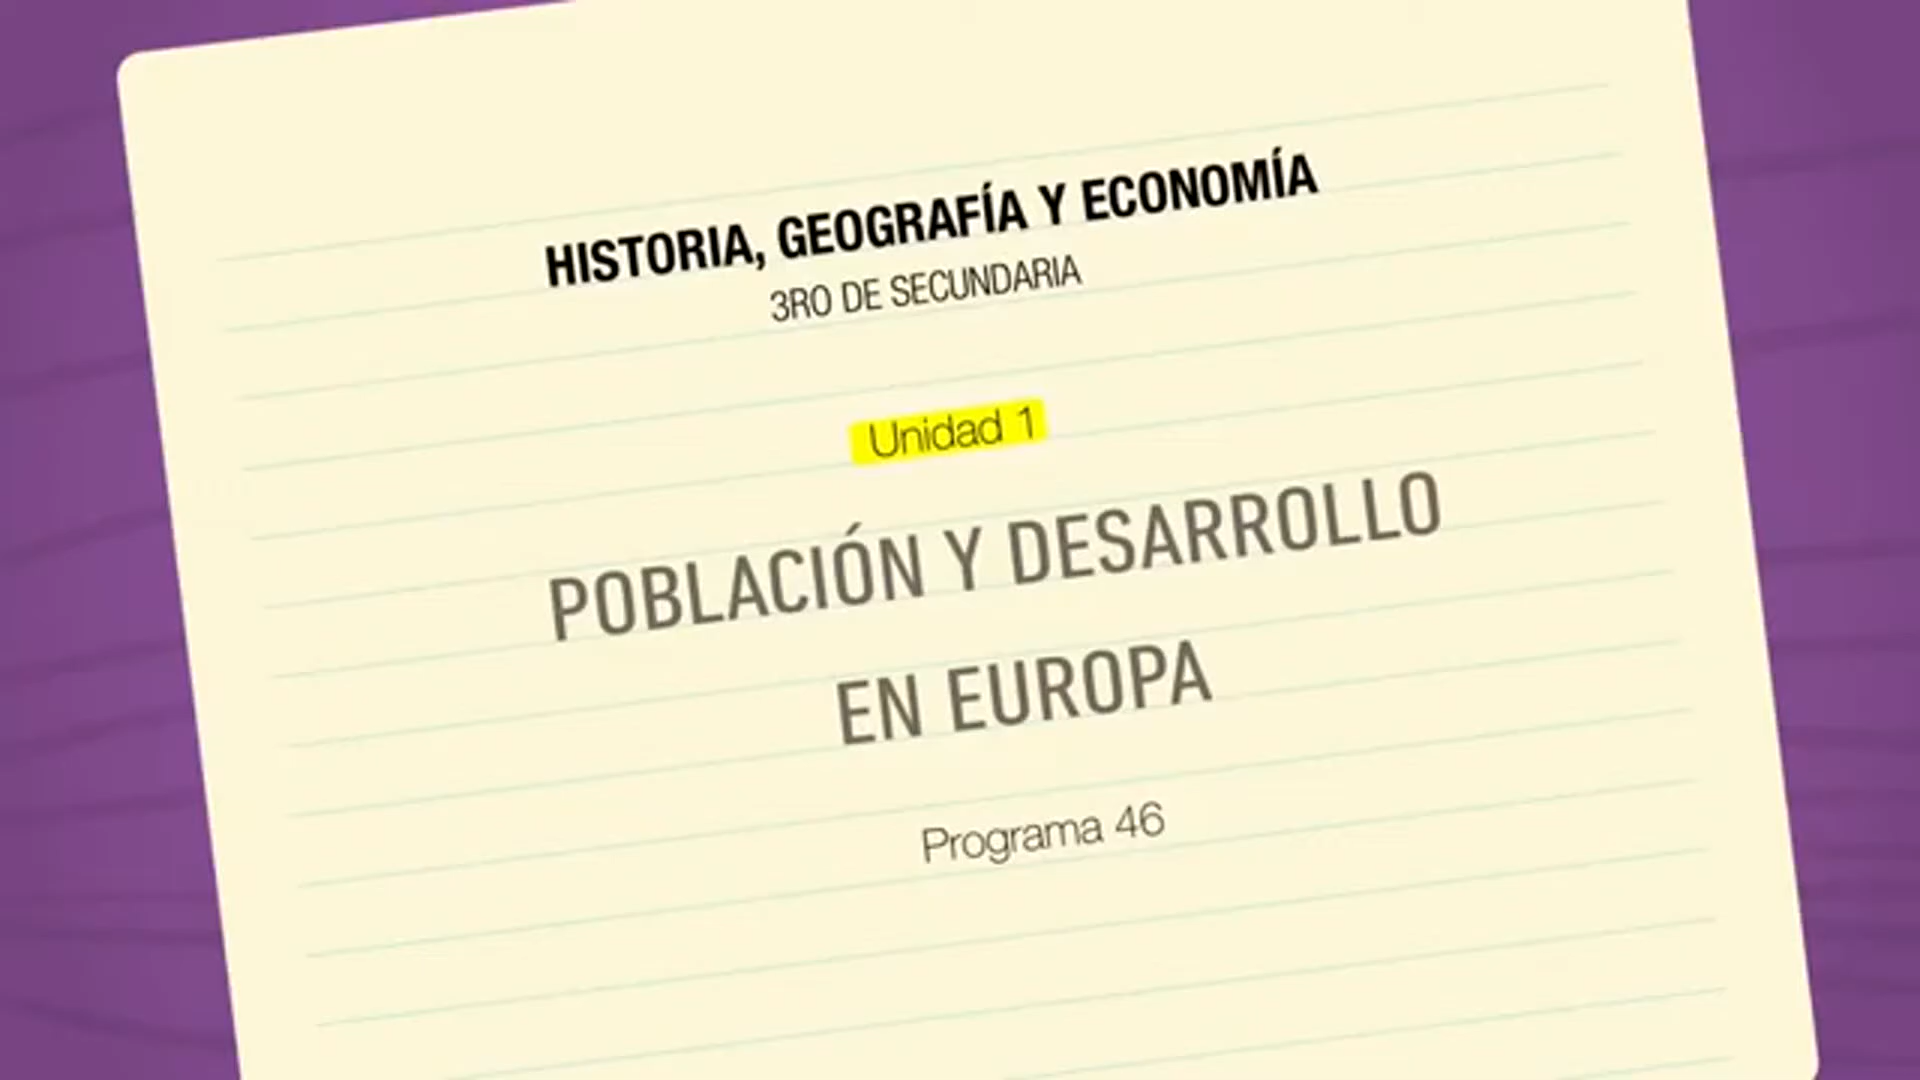 HISTORIA, GEOGRAFÍA Y ECONOMÍA
3RO DE SECUNDARIA
Unidad 1
POBLACIÓN Y DESARROLLO
EN EUROPA
Programa 46